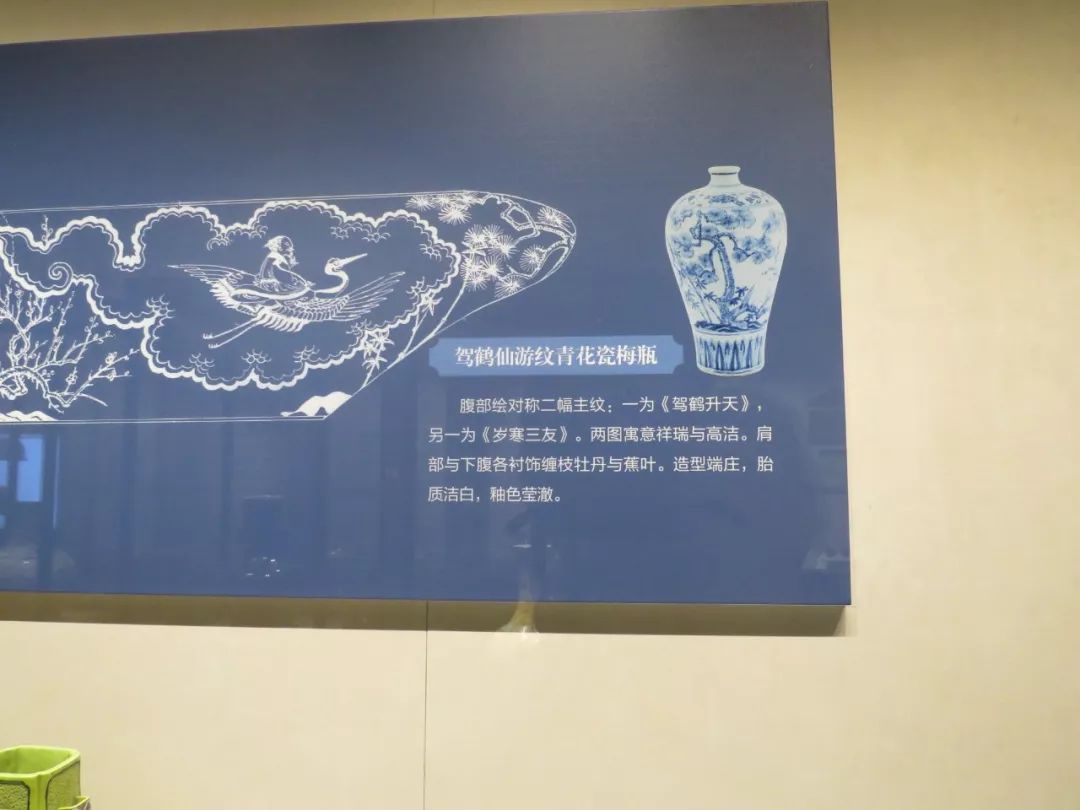 驾鹤仙游纹青花瓷梅瓶
腹部绘对称二幅主纹：一为《驾鹤升天》，
另一为《岁寒三友》。两图寓意祥瑞与高洁。肩
部与下腹各衬饰缠枝牡丹与蕉叶。造型端庄，胎
质洁白，釉色莹澈。